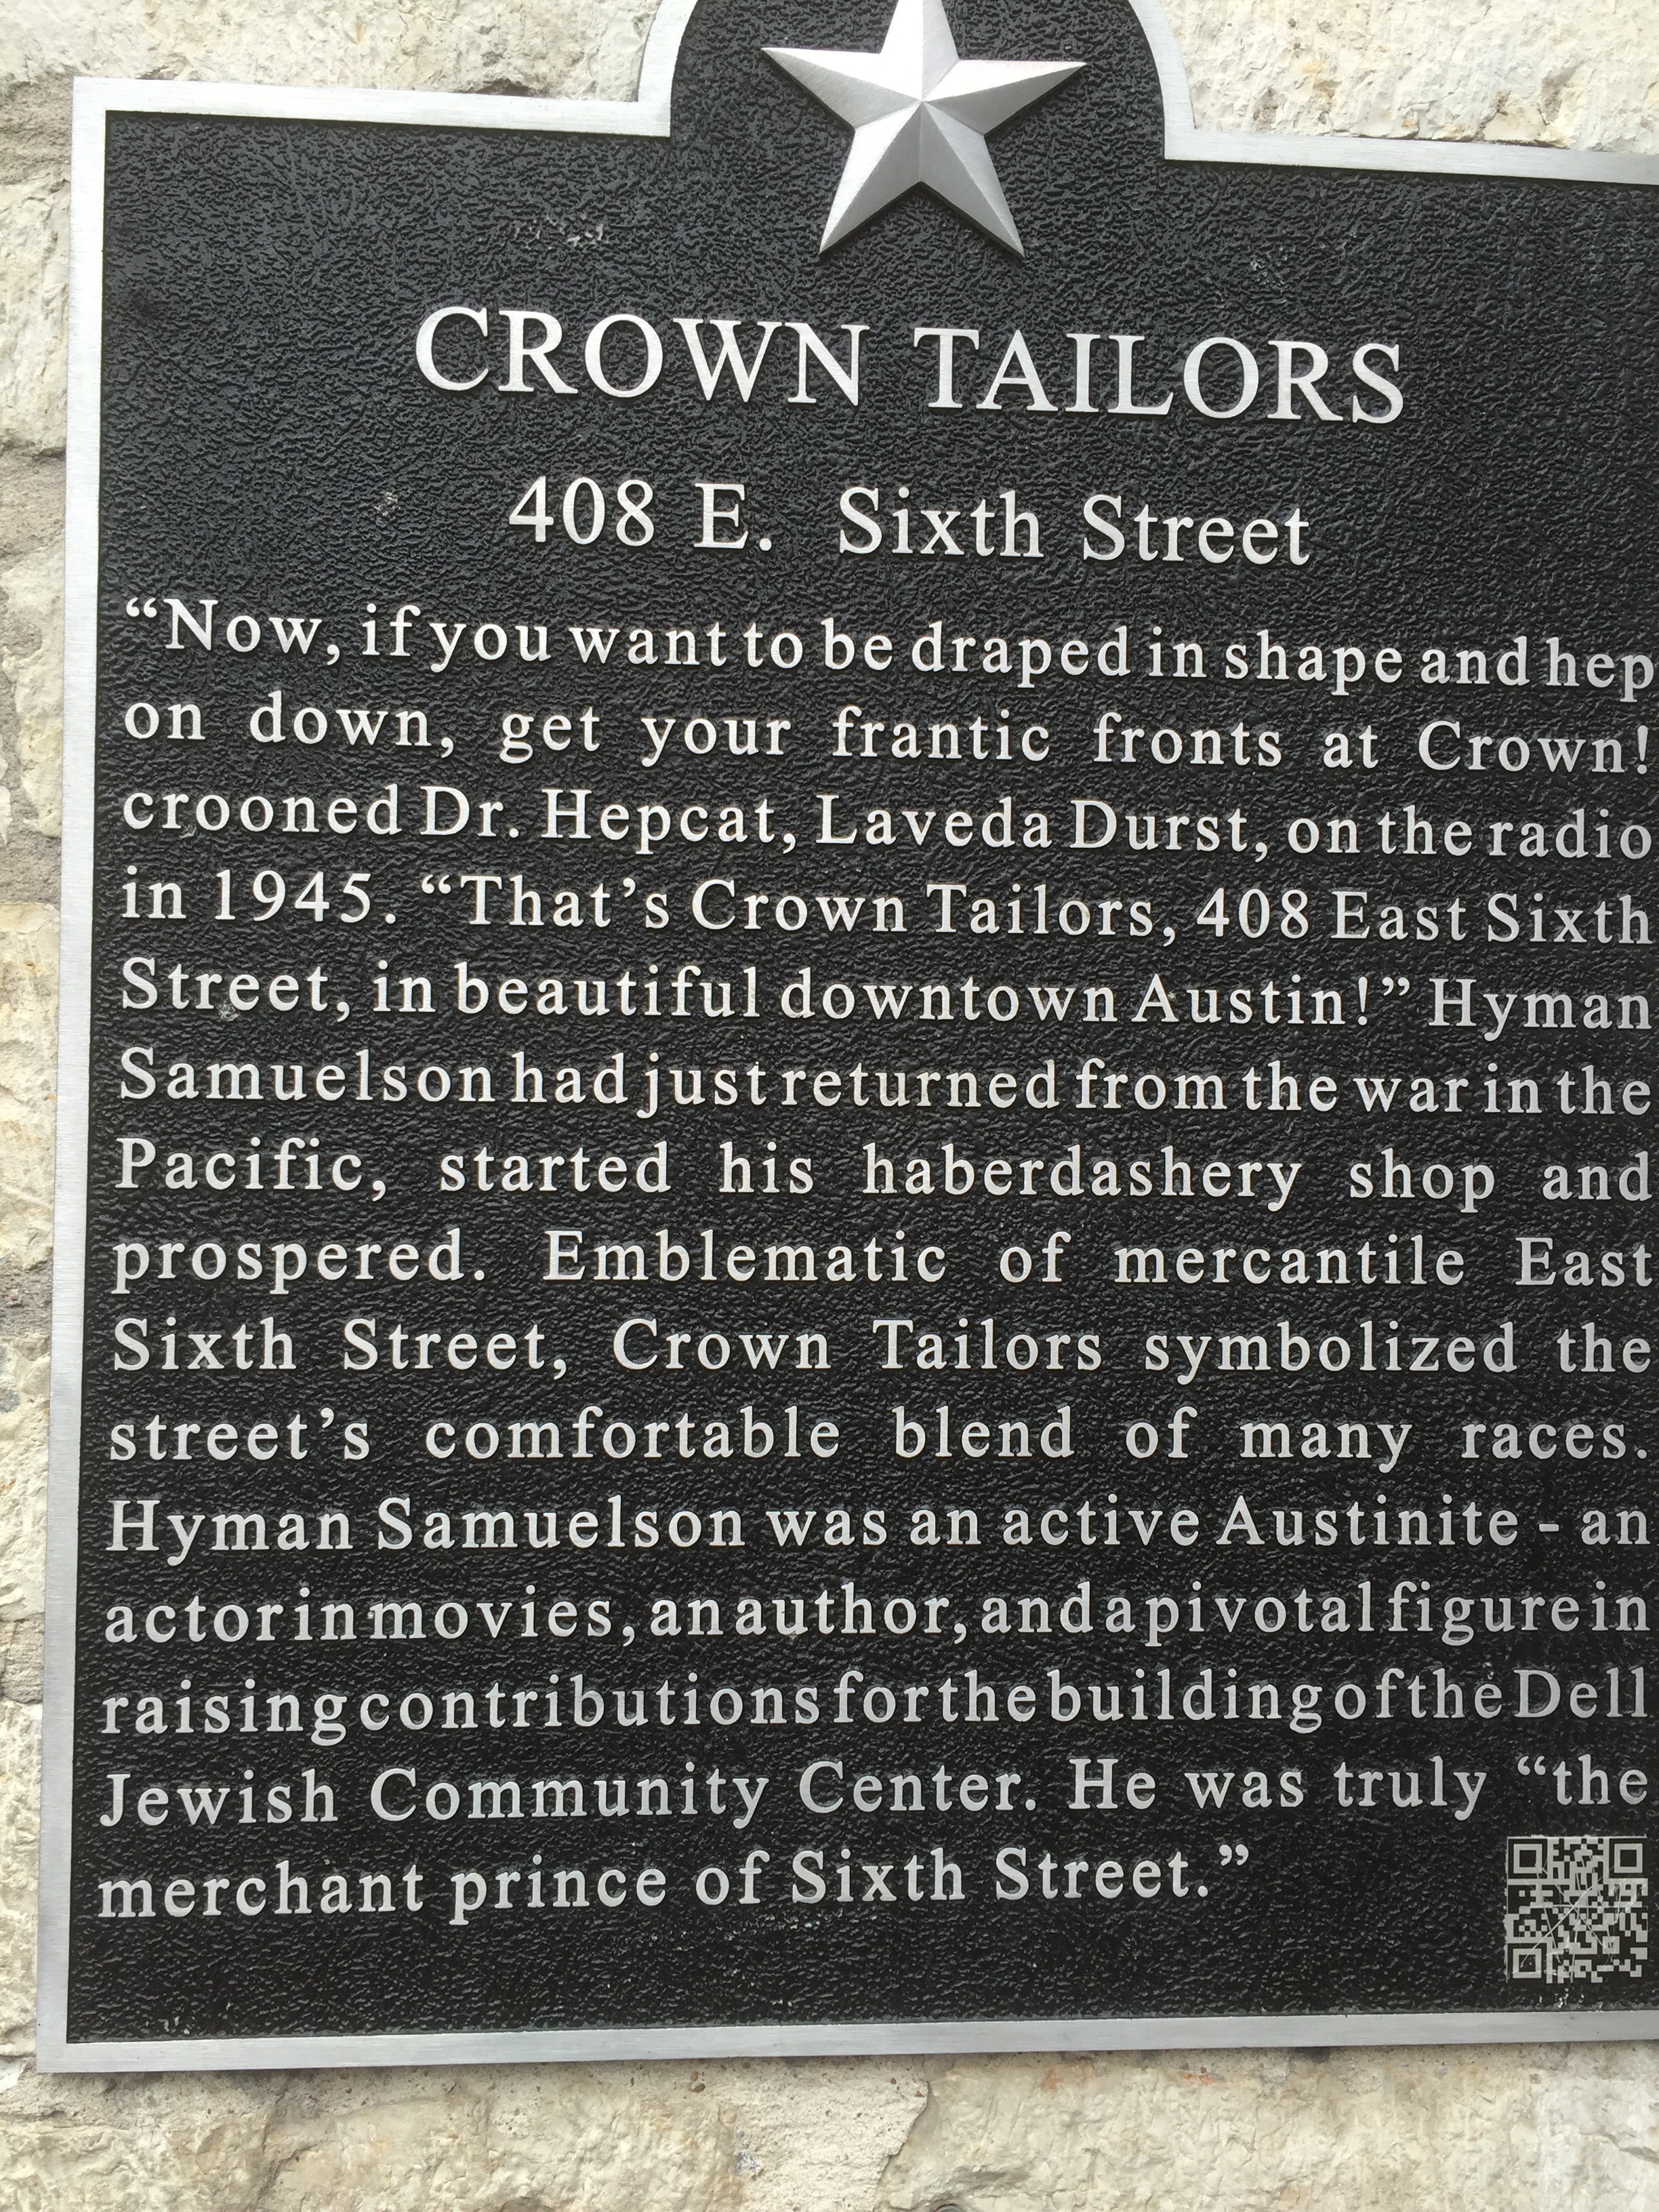 CROWN TAILORS
408 E. Sixth Street
“Now, if you want to be draped in shape and hep
on down, get your frantic fronts at Crown!
crooned Dr. Hepcat, Laveda Durst, on the radio
in 1945. “That’s Crown Tailors, 408 East Sixth
Street, in beautiful downtown Austin!” Hyman
Samuelson had just returned from the war in the
Pacific, started his haberdashery shop and
prospered. Emblematic of mercantile East
Sixth Street, Crown Tailors symbolized the
street’s comfortable blend of many races.
Hyman Samuelson was an active Austinite - an
actor in movies, an author, and a pivotal figure in
raising contributions for the building of the Dell
Jewish Community Center. He was truly “the
merchant prince of Sixth Street.”